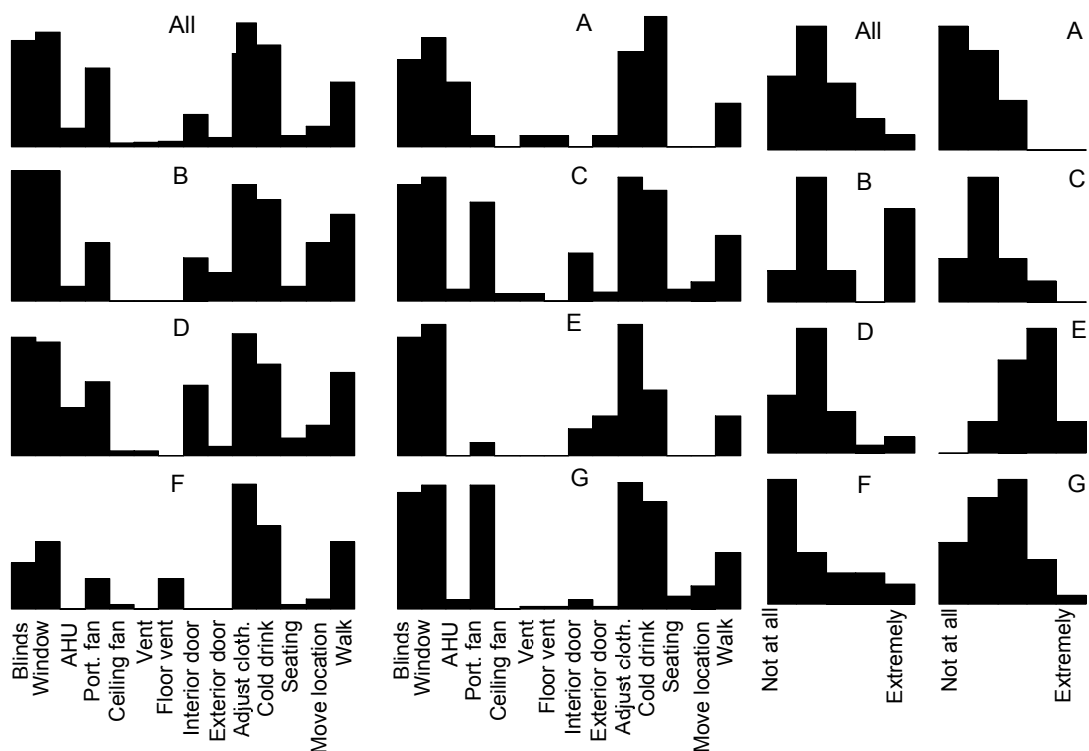 All
A
All
A
B
C
B
C
D
E
D
E
F
G
F
G
Blinds
Window
AHU
Port. fan
Ceiling fan
Vent
Floor vent
Interior door
Exterior door
Adjust cloth.
Cold drink
Seating
Move location
Walk
Blinds
Window
AHU
Port. fan
Ceiling fan
Vent
Floor vent
Interior door
Exterior door
Adjust cloth.
Cold drink
Seating
Move location
Walk
Not at all
Extremely
Not at all
Extremely